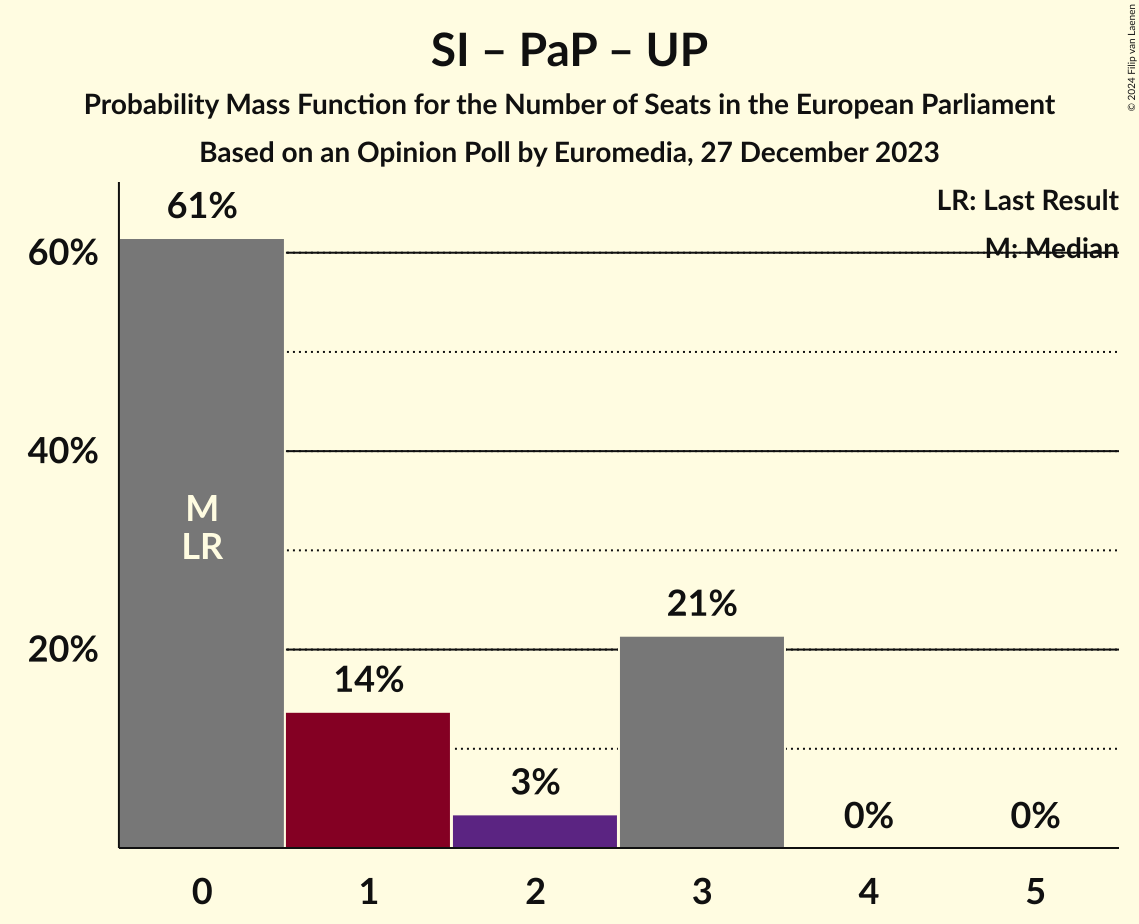 SI – PaP – UP
Probability Mass Function for the Number of Seats in the European Parliament
Based on an Opinion Poll by Euromedia, 27 December 2023
© 2024 Filip van Laenen
LR: Last Result
M: Median
61%
60%
40%
M
LR
21%
20%
14%
3%
0%
0%
0
1
2
3
4
5